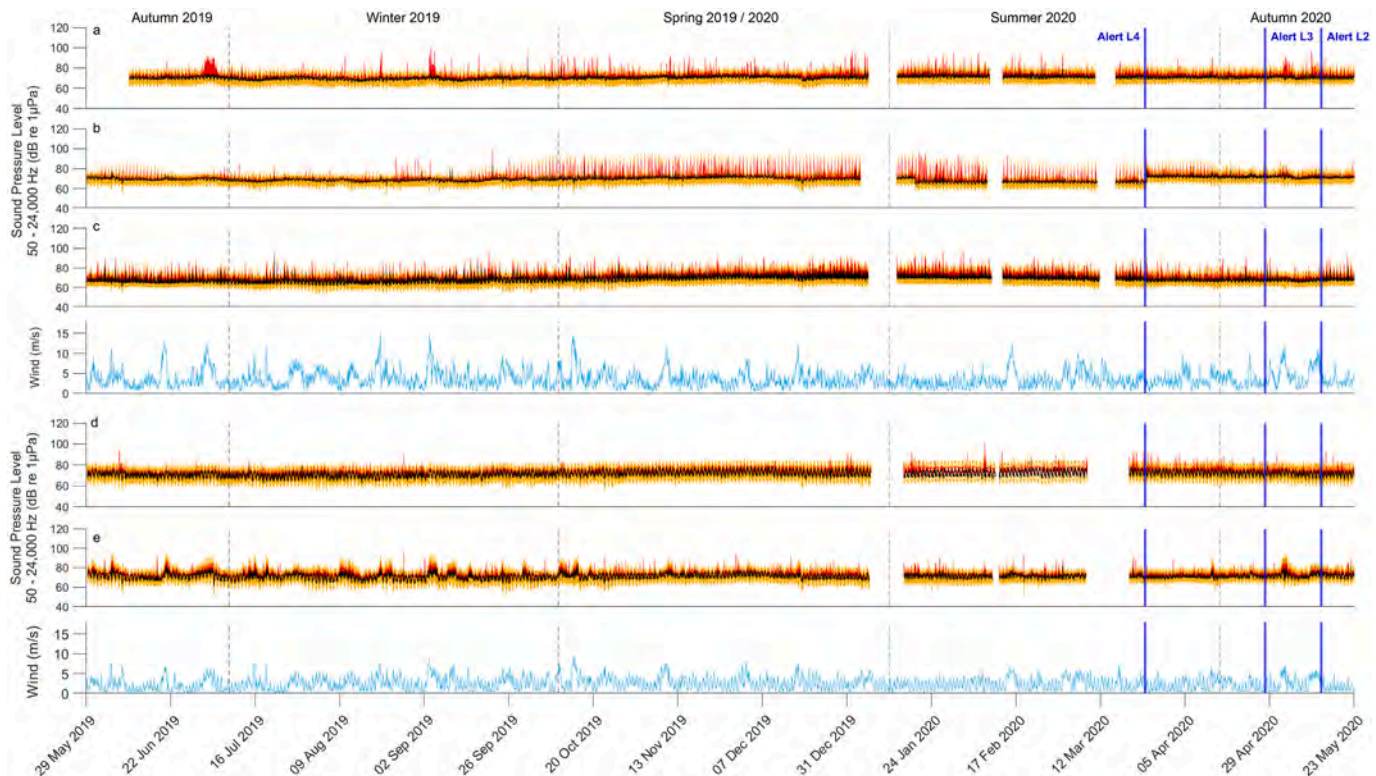 Autumn 2019 Winter 2019 Spring 2019 / 2020 Summer 2020 Autumn 2020
Alert L4 Alert L3 Alert L2
a
120
100
80
60
40
b
120
100
80
60
40
c
120
100
80
60
40
Sound Pressure Level
50 - 24,000 Hz (dB re 1µPa)
15
10
5
0
Wind (m/s)
d
120
100
80
60
40
e
120
100
80
60
40
Sound Pressure Level
50 - 24,000 Hz (dB re 1µPa)
15
10
5
0
Wind (m/s)
29 May 2019
22 Jun 2019
16 Jul 2019
09 Aug 2019
02 Sep 2019
26 Sep 2019
20 Oct 2019
13 Nov 2019
07 Dec 2019
31 Dec 2019
24 Jan 2020
17 Feb 2020
12 Mar 2020
05 Apr 2020
29 Apr 2020
23 May 2020